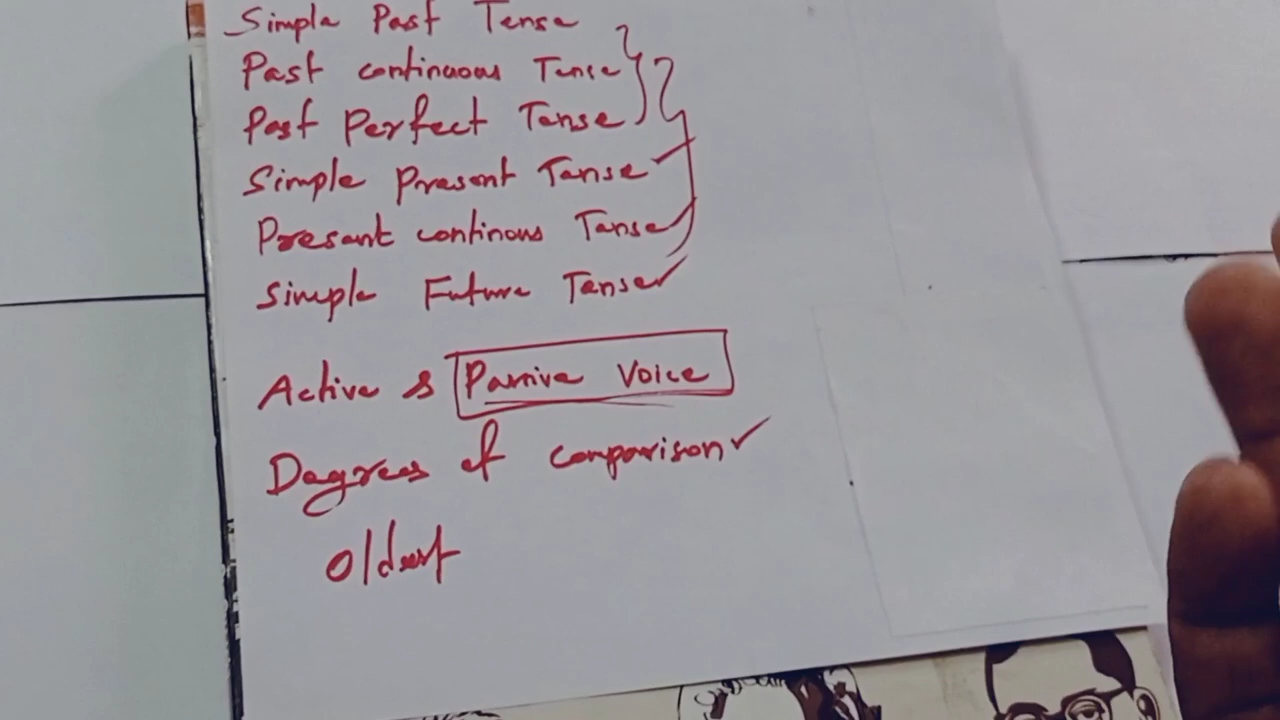 Simple Past Tense
Past continuous Tense
Past Perfect Tense
Simple Present Tense
Present continous Tense
Simple Future Tense
Active & Passive Voice
Degrees of comparison
Oldest